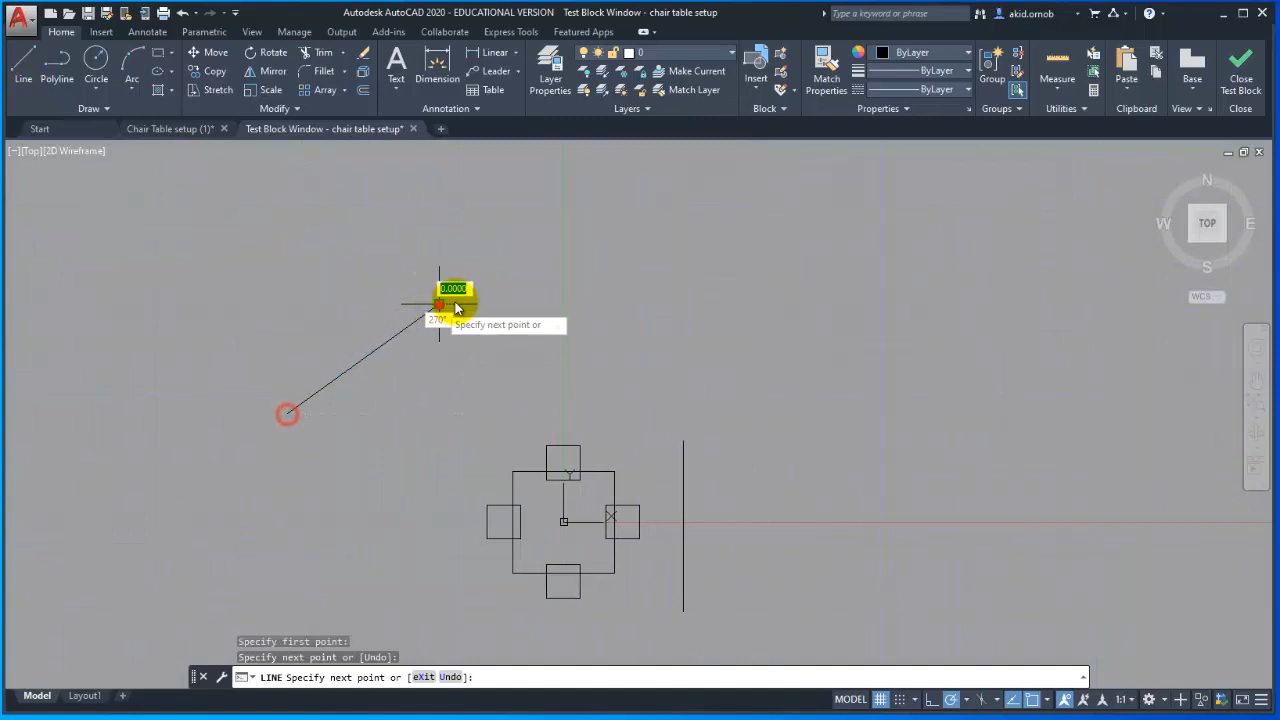 Autodesk AutoCAD 2020 - EDUCATIONAL VERSION Test Block Window - chair table setup
Type a keyword or phrase
akid.ornob
Home Insert Annotate Parametric View Manage Output Add-ins Collaborate Express Tools Featured Apps
Line Polyline Circle Arc
Move Rotate Trim
Copy Mirror Fillet
Stretch Scale Array
Text Dimension
Linear
Leader
Table
Layer Properties
0
Make Current
Match Layer
Insert
Match Properties
ByLayer
ByLayer
ByLayer
Group
Measure
Paste
Base
Close Test Block
Draw Modify Annotation Layers Block Properties Groups Utilities Clipboard View Close
Start Chair Table setup (1)* Test Block Window - chair table setup*
[−][Top][2D Wireframe]
N
W TOP E
S
WCS
0.0000
270°
Specify next point or
Y
X
Specify first point:
Specify next point or [Undo]:
LINE Specify next point or [eXit Undo]:
Model Layout1
MODEL 1:1